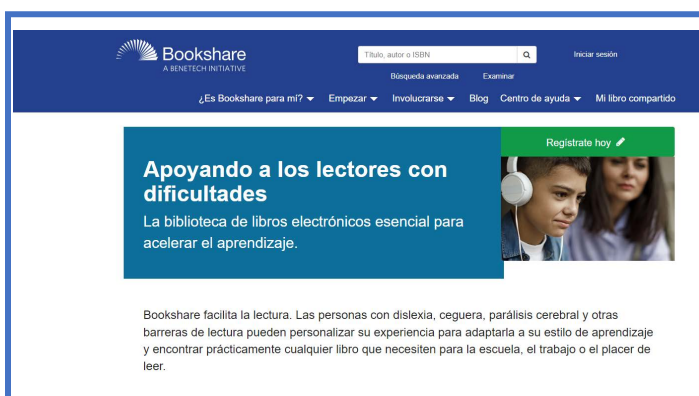 Bookshare
A BENETECH INITIATIVE
Título, autor o ISBN
Iniciar sesión
Búsqueda avanzada Examinar
¿Es Bookshare para mí? Empezar Involucrarse Blog Centro de ayuda Mi libro compartido
Regístrate hoy
Apoyando a los lectores con
dificultades
La biblioteca de libros electrónicos esencial para
acelerar el aprendizaje.
Bookshare facilita la lectura. Las personas con dislexia, ceguera, parálisis cerebral y otras
barreras de lectura pueden personalizar su experiencia para adaptarla a su estilo de aprendizaje
y encontrar prácticamente cualquier libro que necesiten para la escuela, el trabajo o el placer de
leer.